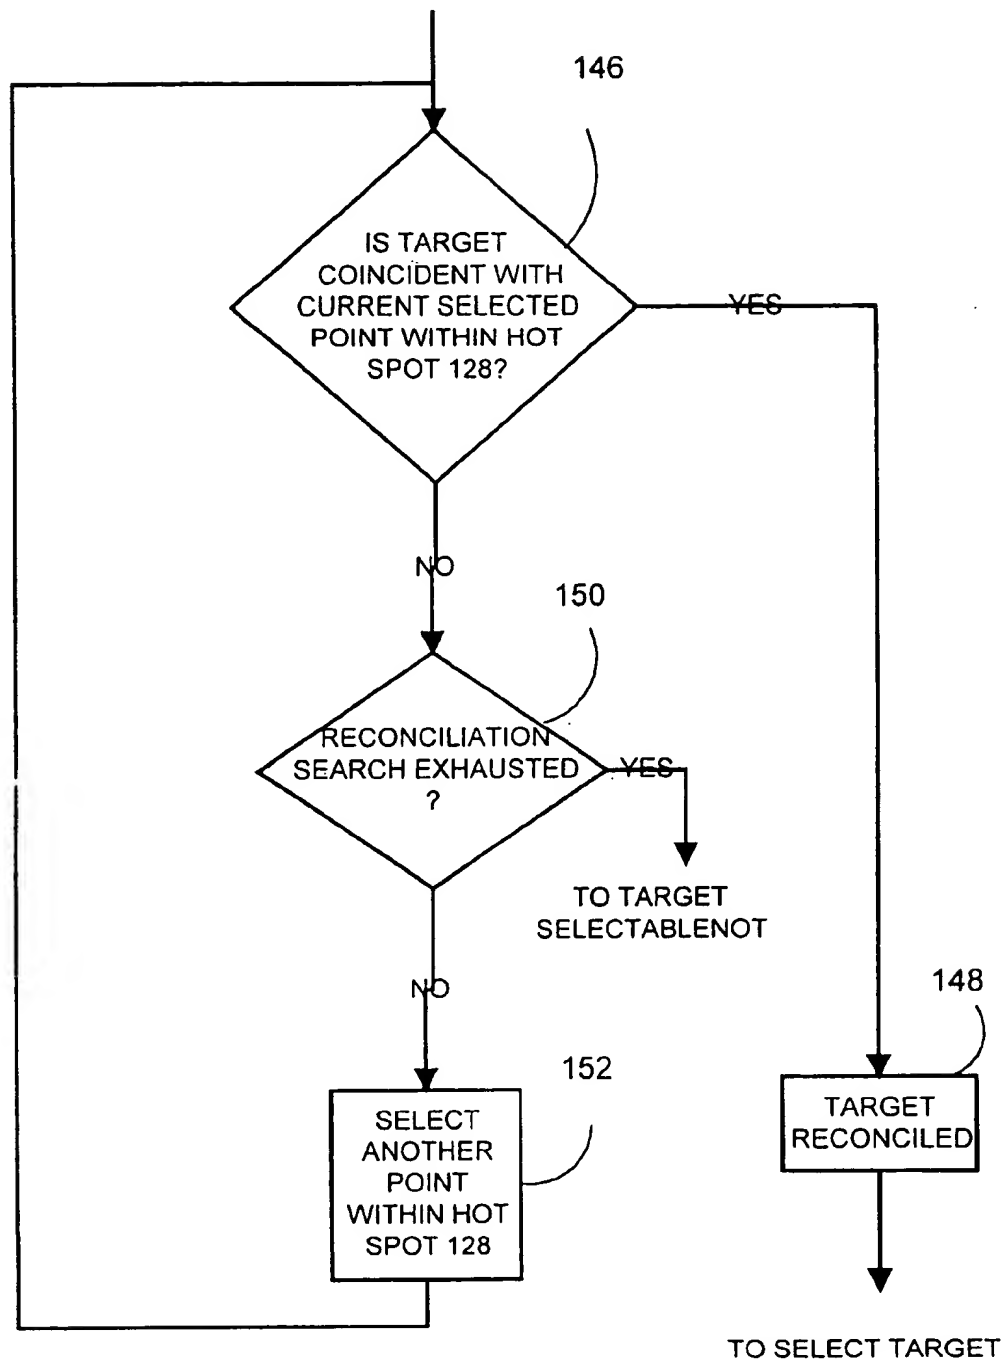 146
IS TARGET
COINCIDENT WITH
CURRENT SELECTED
POINT WITHIN HOT
SPOT 128?
YES
NO
150
RECONCILIATION
SEARCH EXHAUSTED
?
YES
TO TARGET
SELECTABLENOT
NO
148
152
TARGET
RECONCILED
SELECT
ANOTHER
POINT
WITHIN HOT
SPOT 128
TO SELECT TARGET